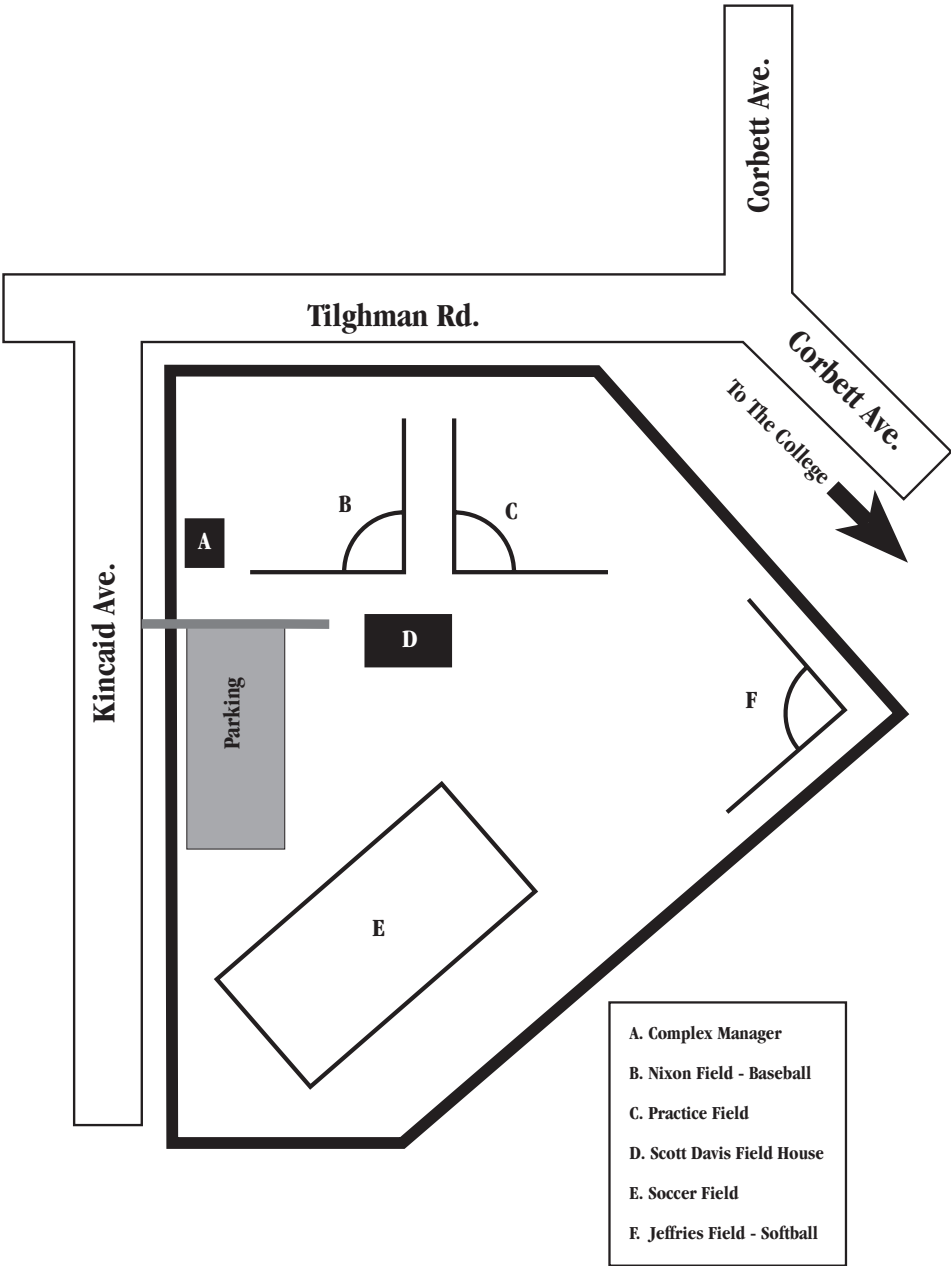 Corbett Ave.
Tilghman Rd.
Corbett Ave.
To The College
B
C
A
Kincaid Ave.
D
Parking
F
E
A. Complex Manager
B. Nixon Field - Baseball
C. Practice Field
D. Scott Davis Field House
E. Soccer Field
F. Jeffries Field - Softball